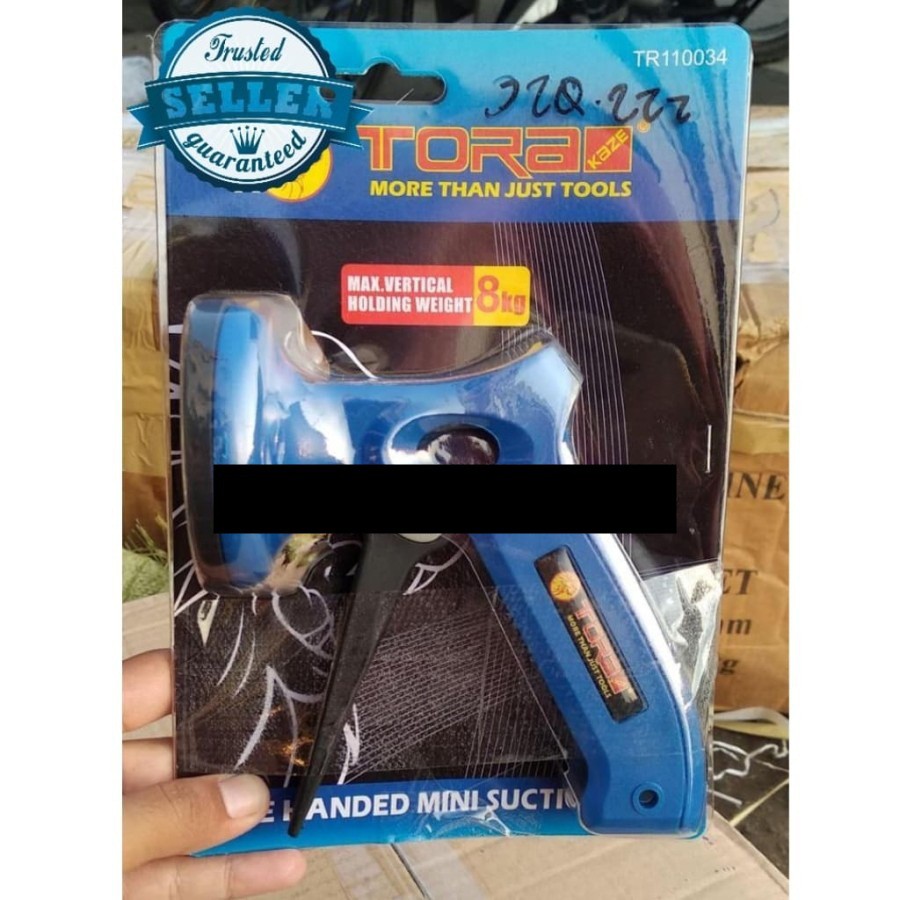 Trusted
SELLER
guaranteed
TR110034
TORA
KAZE
®
MORE THAN JUST TOOLS
MAX.VERTICAL
HOLDING WEIGHT
8kg
TORA
MORE THAN JUST TOOLS
HANDED MINI